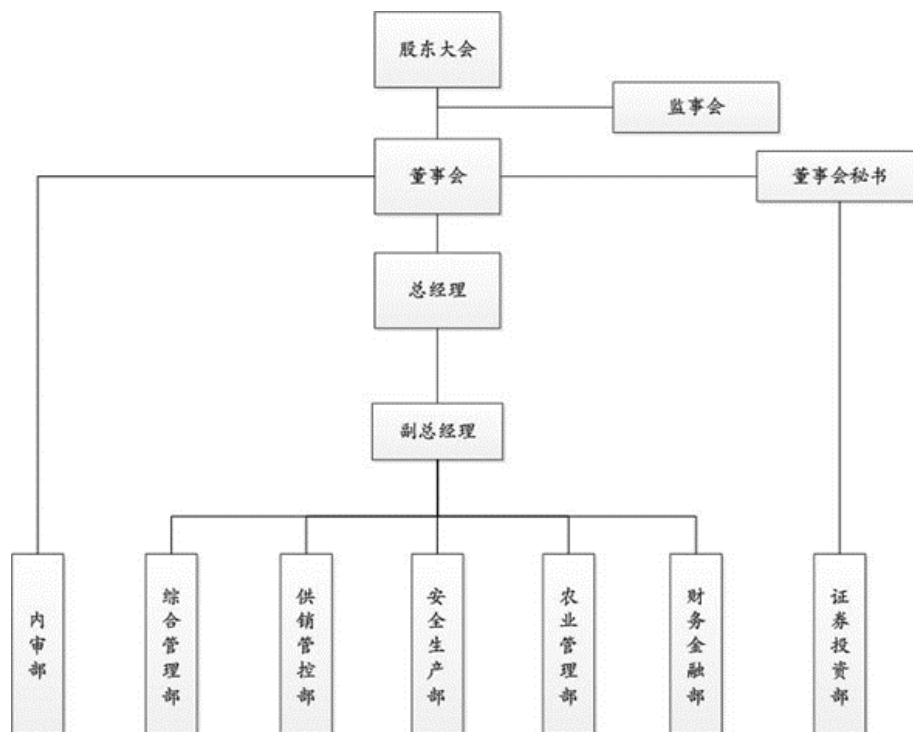 股东大会
监事会
董事会
董事会秘书
总经理
副总经理
内审部
综合管理部
供销管控部
安全生产部
农业管理部
财务金融部
证券投资部